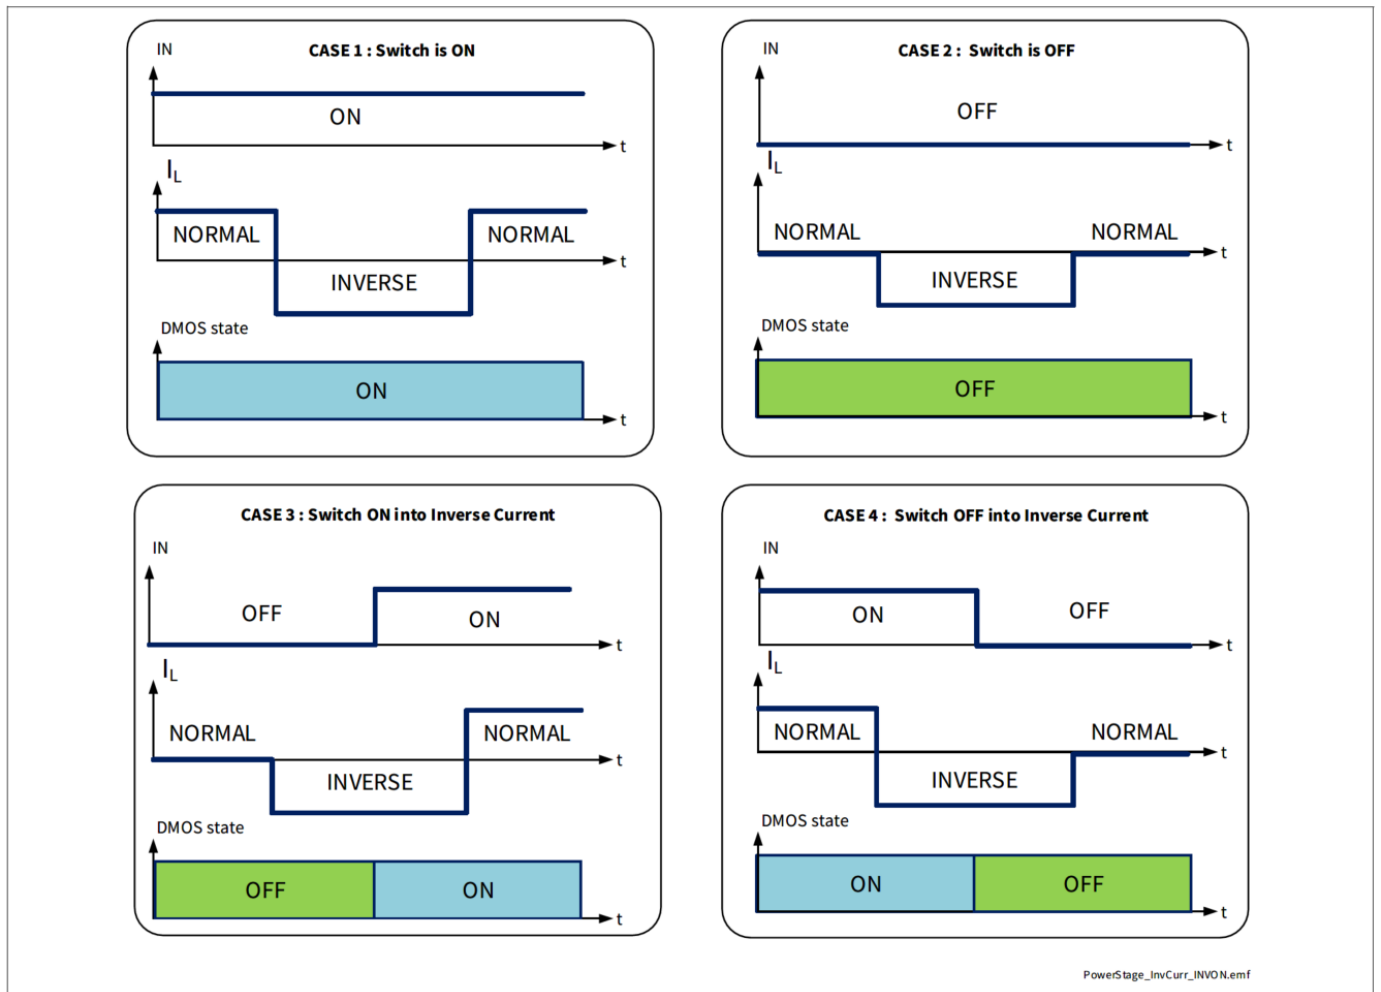 CASE 1 : Switch is ON
IN
ON
t
IL
NORMAL
NORMAL
INVERSE
t
DMOS state
ON
t
CASE 2 : Switch is OFF
IN
OFF
t
IL
NORMAL
NORMAL
INVERSE
t
DMOS state
OFF
t
CASE 3 : Switch ON into Inverse Current
IN
OFF
ON
t
IL
NORMAL
NORMAL
INVERSE
t
DMOS state
OFF
ON
t
CASE 4 : Switch OFF into Inverse Current
IN
ON
OFF
t
IL
NORMAL
NORMAL
INVERSE
t
DMOS state
ON
OFF
t
PowerStage_InvCurr_INVON.emf